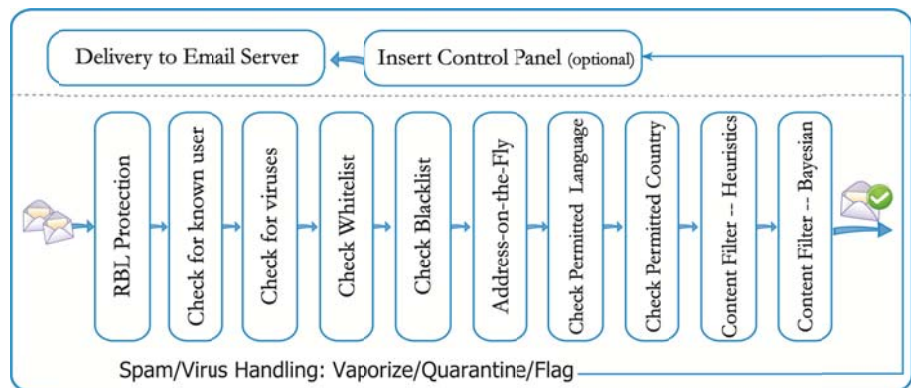 Delivery to Email Server
Insert Control Panel (optional)
RBL Protection
Check for known user
Check for viruses
Check Whitelist
Check Blacklist
Address-on-the-Fly
Check Permitted Language
Check Permitted Country
Content Filter -- Heuristics
Content Filter -- Bayesian
Spam/Virus Handling: Vaporize/Quarantine/Flag